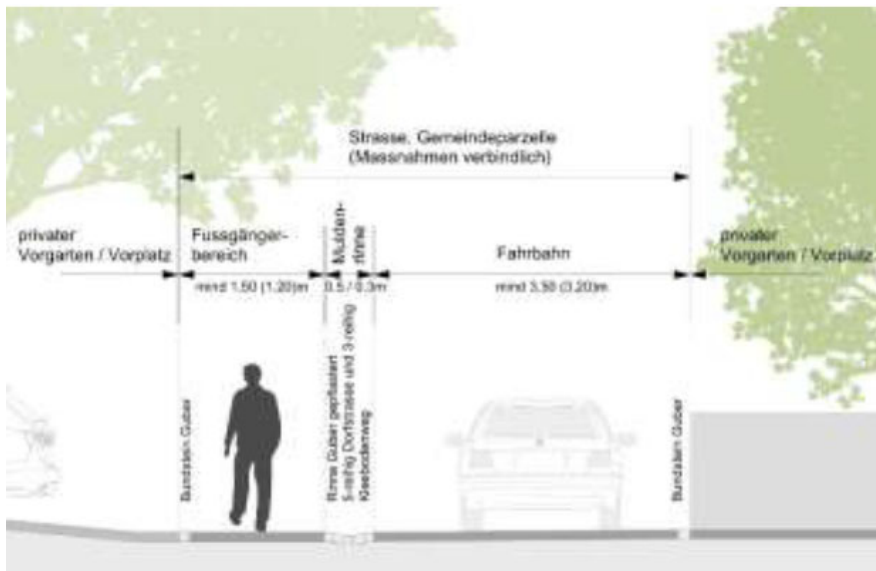 Strasse, Gemeindeparzelle
(Massnahmen verbindlich)
privater
Vorgarten / Vorplatz
Fussgänger-
bereich
Mulden-
rinne
Fahrbahn
privater
Vorgarten / Vorplatz
mind 1.50 (1.20)m
0.5 / 0.3m
mind 3.50 (3.20)m
Bundstein Guber
Rinne Guber gepflästert
5-reihig Dorfstrasse und 3-reihig
Kleebodenweg
Bundstein Guber